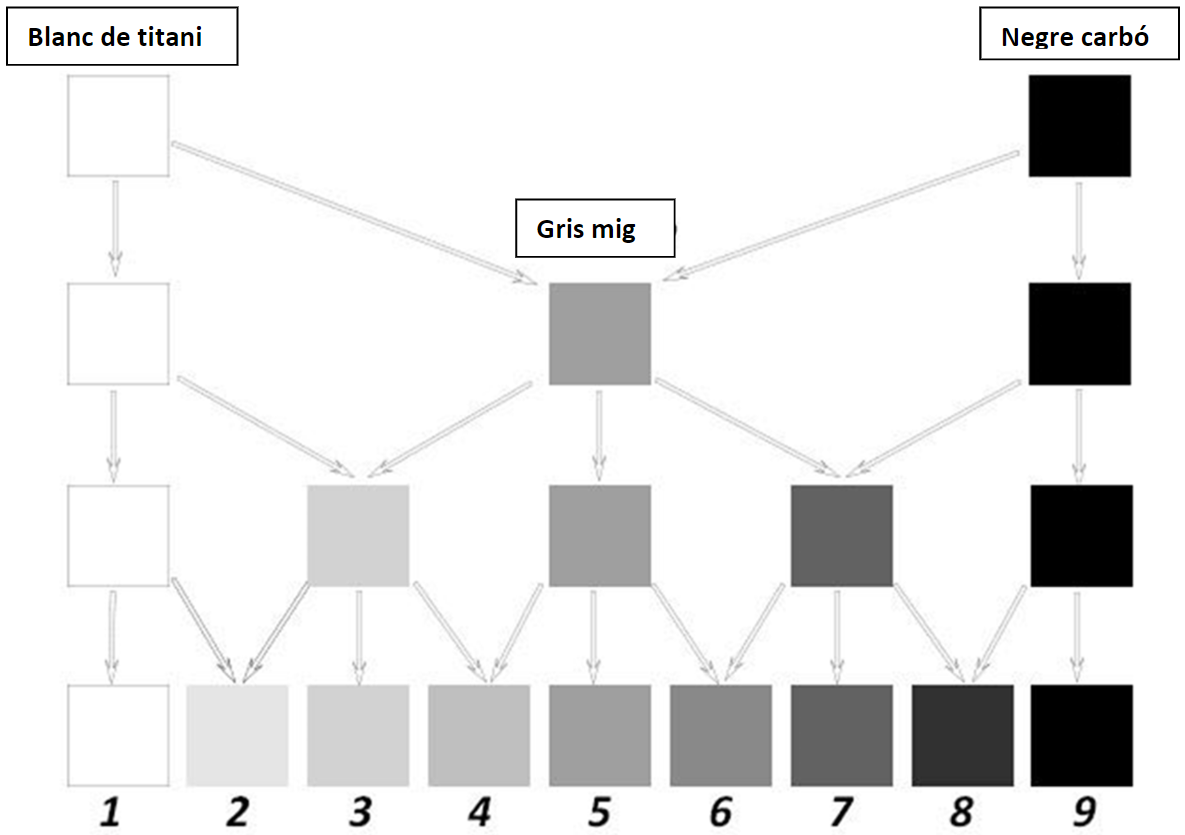 Blanc de titani
Negre carbó
Gris mig
1 2 3 4 5 6 7 8 9